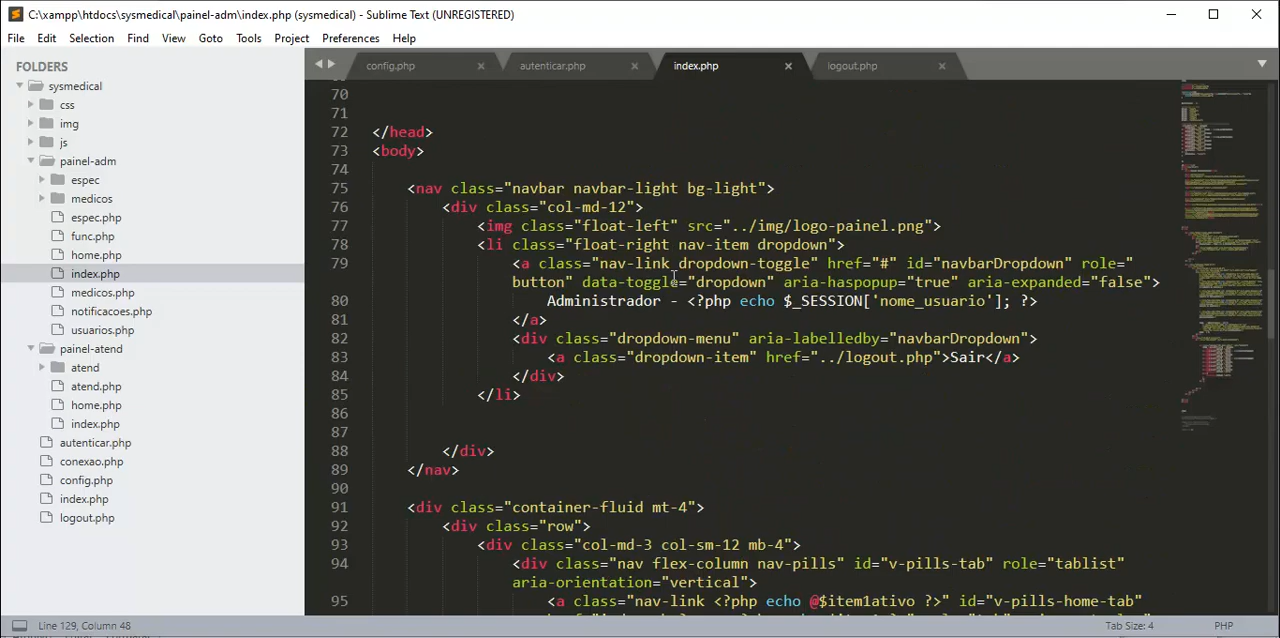 C:\xampp\htdocs\sysmedical\painel-adm\index.php (sysmedical) - Sublime Text (UNREGISTERED)
File Edit Selection Find View Goto Tools Project Preferences Help
FOLDERS
sysmedical
css
img
js
painel-adm
espec
medicos
espec.php
func.php
home.php
index.php
medicos.php
notificacoes.php
usuarios.php
painel-atend
atend
atend.php
home.php
index.php
autenticar.php
conexao.php
config.php
index.php
logout.php
config.php autenticar.php index.php logout.php
70
71
72 </head>
73 <body>
74
75 <nav class="navbar navbar-light bg-light">
76 <div class="col-md-12">
77 <img class="float-left" src="../img/logo-painel.png">
78 <li class="float-right nav-item dropdown">
79 <a class="nav-link dropdown-toggle" href="#" id="navbarDropdown" role="
button" data-toggle="dropdown" aria-haspopup="true" aria-expanded="false">
80 Administrador - <?php echo $_SESSION['nome_usuario']; ?>
81 </a>
82 <div class="dropdown-menu" aria-labelledby="navbarDropdown">
83 <a class="dropdown-item" href="../logout.php">Sair</a>
84 </div>
85 </li>
86
87
88 </div>
89 </nav>
90
91 <div class="container-fluid mt-4">
92 <div class="row">
93 <div class="col-md-3 col-sm-12 mb-4">
94 <div class="nav flex-column nav-pills" id="v-pills-tab" role="tablist"
aria-orientation="vertical">
95 <a class="nav-link <?php echo @$item1ativo ?>" id="v-pills-home-tab"
Line 129, Column 48
Tab Size: 4
PHP